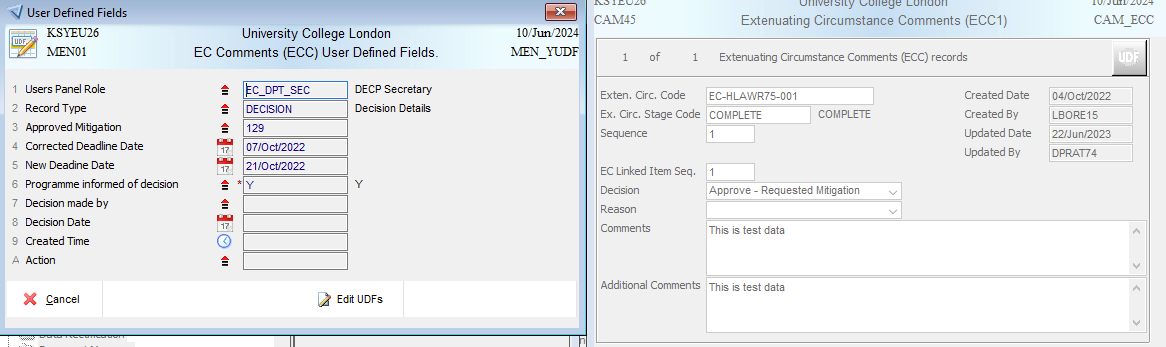 User Defined Fields
KSYEU26 University College London 10/Jun/2024
MEN01 EC Comments (ECC) User Defined Fields. MEN_YUDF
UDF
1 Users Panel Role EC_DPT_SEC DECP Secretary
2 Record Type DECISION Decision Details
3 Approved Mitigation 129
4 Corrected Deadline Date 17 07/Oct/2022
5 New Deadine Date 17 21/Oct/2022
6 Programme informed of decision * Y Y
7 Decision made by
8 Decision Date 17
9 Created Time
A Action
Cancel Edit UDFs
KSYEU26 University College London 10/Jun/2024
CAM45 Extenuating Circumstance Comments (ECC1) CAM_ECC
1 of 1 Extenuating Circumstance Comments (ECC) records UDF
Exten. Circ. Code EC-HLAWR75-001 Created Date 04/Oct/2022
Ex. Circ. Stage Code COMPLETE COMPLETE Created By LBORE15
Sequence 1 Updated Date 22/Jun/2023
Updated By DPRAT74
EC Linked Item Seq. 1
Decision Approve - Requested Mitigation
Reason
Comments This is test data
Additional Comments This is test data